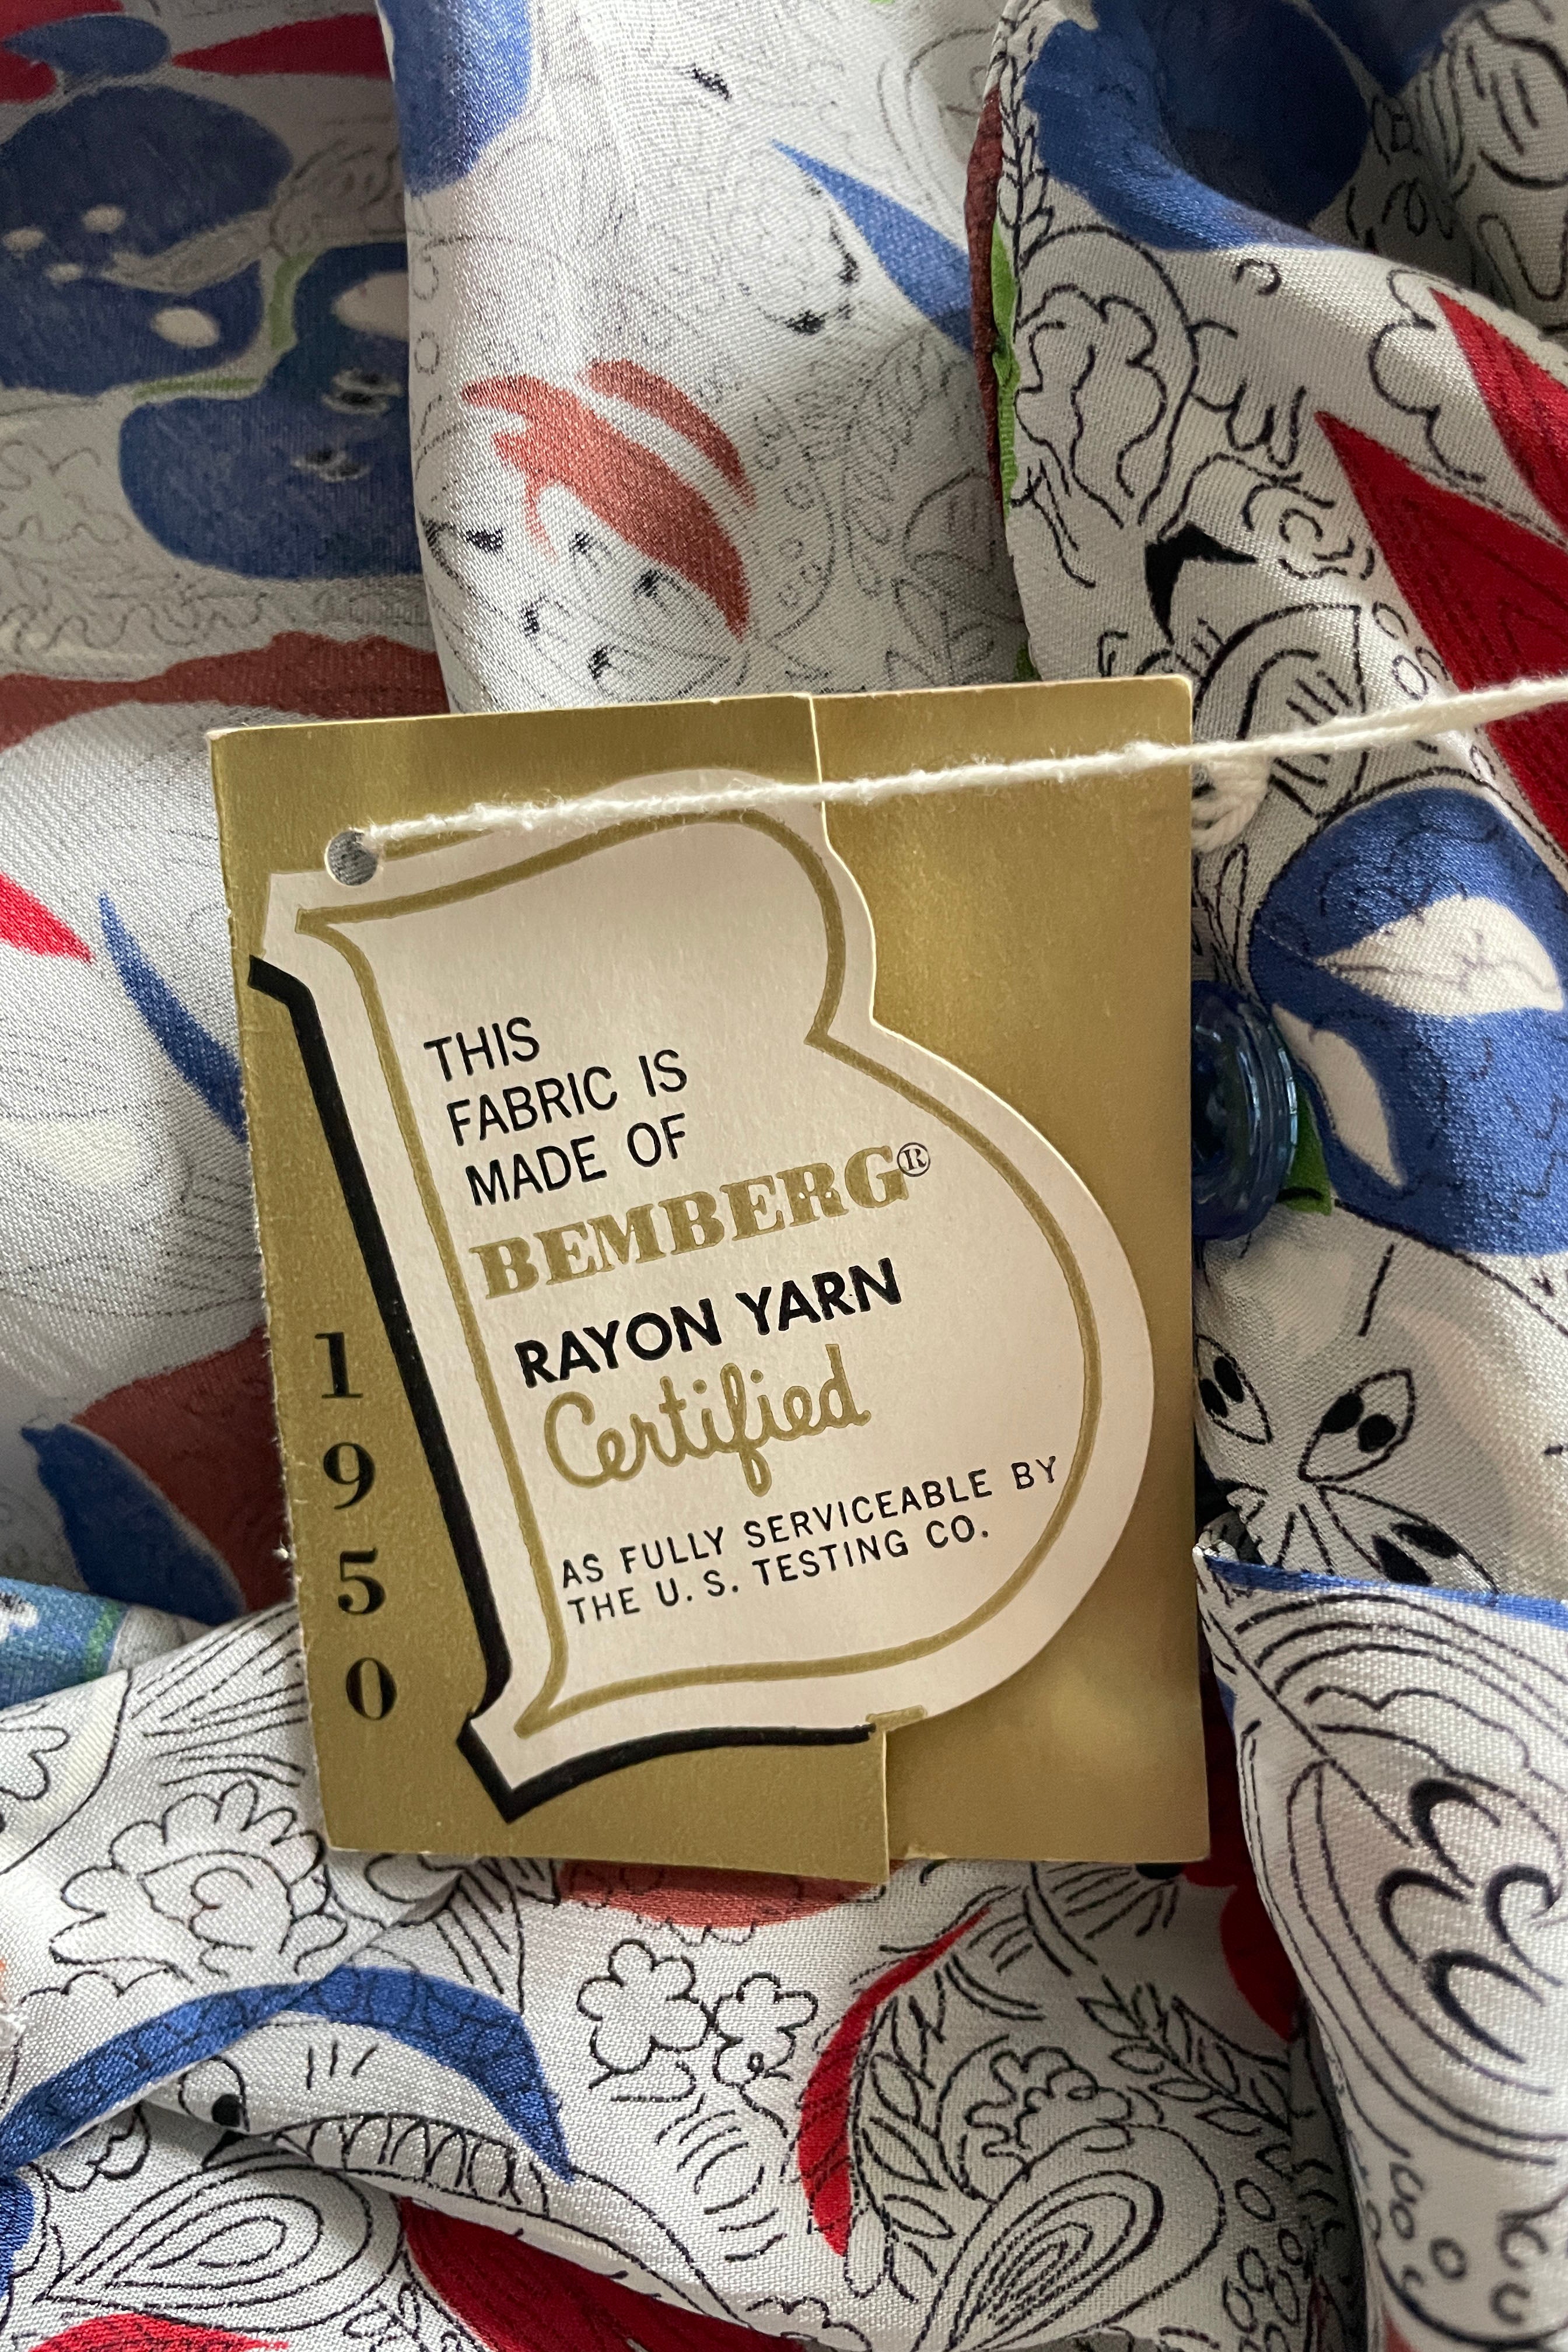 THIS
FABRIC IS
MADE OF
BEMBERG®
RAYON YARN
Certified
AS FULLY SERVICEABLE BY
THE U.S. TESTING CO.
1950